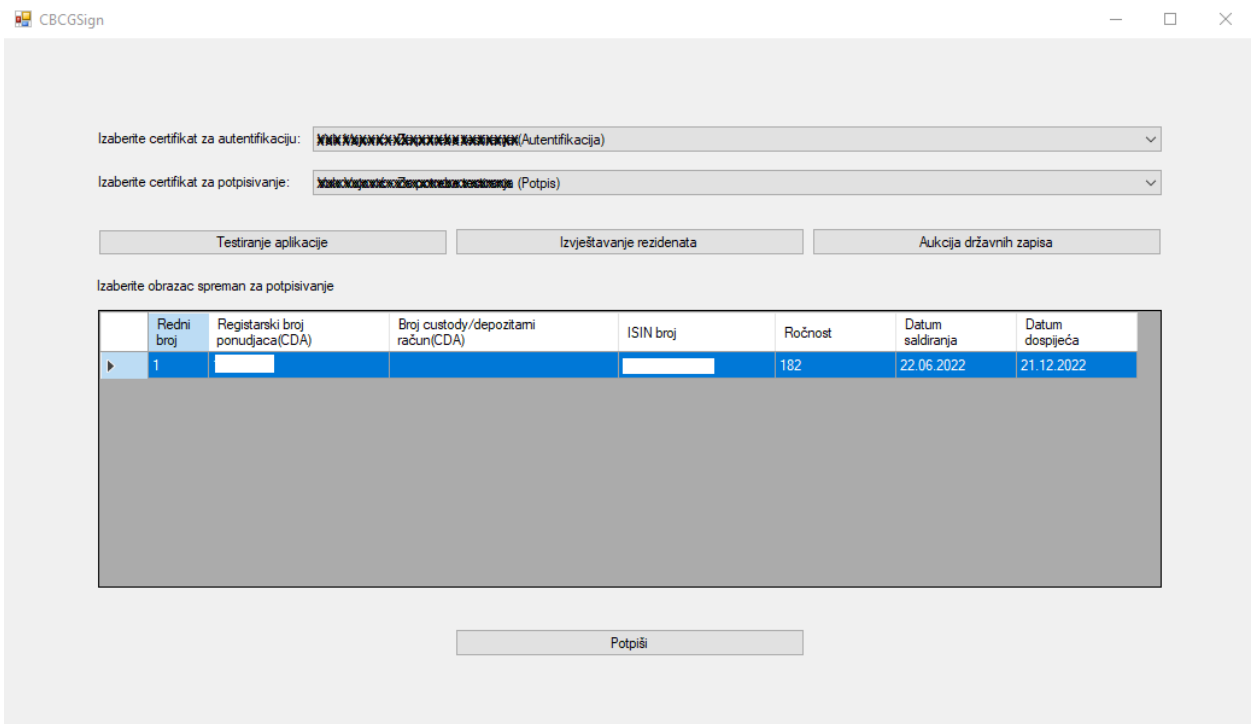 CBCGSign
Izaberite certifikat za autentifikaciju:
(Autentifikacija)
Izaberite certifikat za potpisivanje:
(Potpis)
Testiranje aplikacije
Izvještavanje rezidenata
Aukcija državnih zapisa
Izaberite obrazac spreman za potpisivanje
Redni
broj
Registarski broj
ponudjaca(CDA)
Broj custody/depozitarni
račun(CDA)
ISIN broj
Ročnost
Datum
saldiranja
Datum
dospijeća
1
182
22.06.2022
21.12.2022
Potpiši